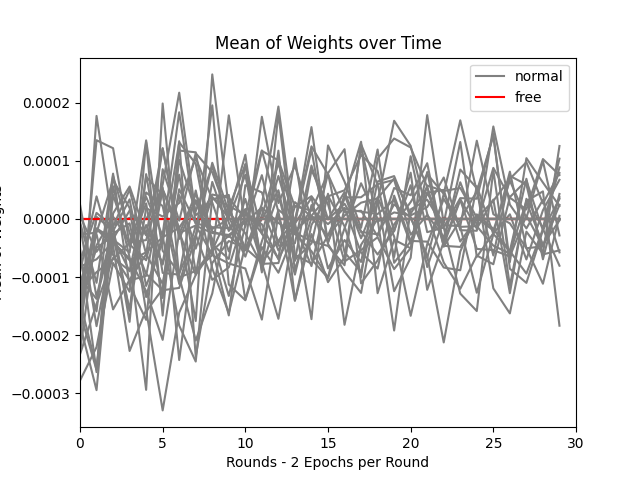 Mean of Weights over Time
normal
free
0.0002
0.0001
0.0000
−0.0001
−0.0002
−0.0003
0 5 10 15 20 25 30
Rounds - 2 Epochs per Round